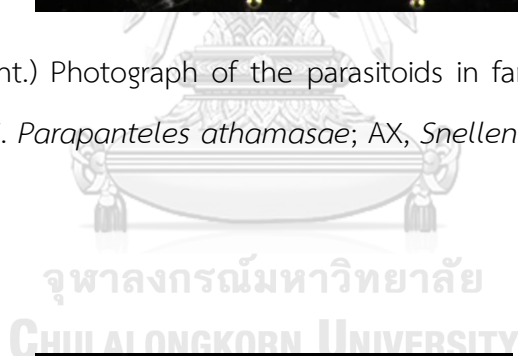 nt.) Photograph of the parasitoids in far
. Parapanteles athamasae; AX, Snellen
จุฬาลงกรณ์มหาวิทยาลัย
CHULALONGKORN UNIVERSITY